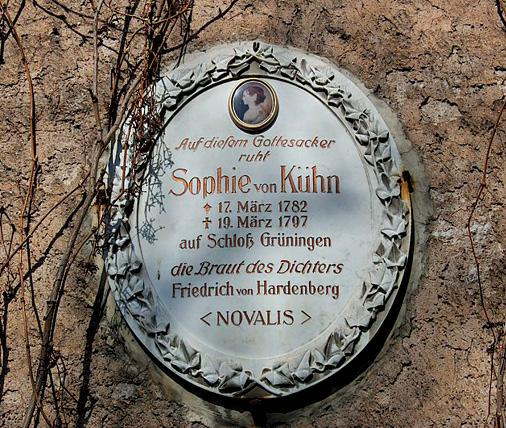 Auf diesem Gottesacker
ruht
Sophie von Kühn
+ 17. März 1782
† 19. März 1797
auf Schloß Grüningen
die Braut des Dichters
Friedrich von Hardenberg
<NOVALIS>